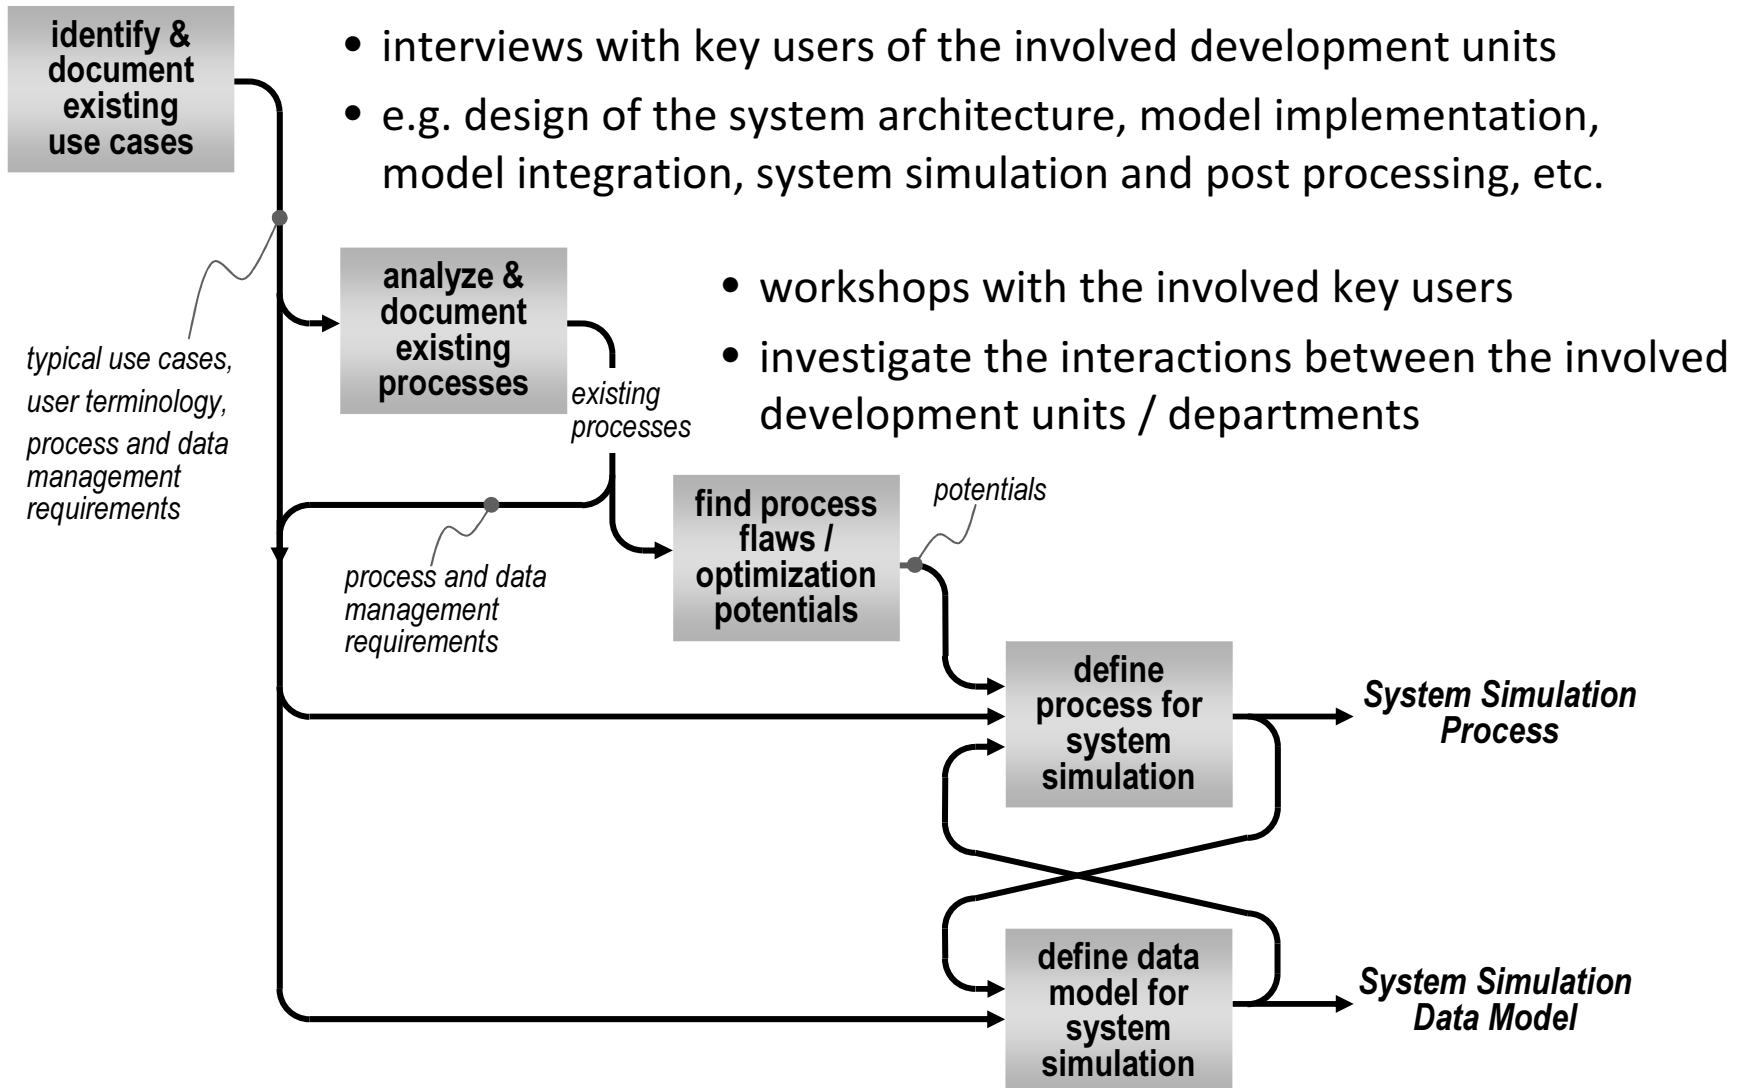 identify &
document
existing
use cases
• interviews with key users of the involved development units
• e.g. design of the system architecture, model implementation,
model integration, system simulation and post processing, etc.
analyze &
document
existing
processes
• workshops with the involved key users
• investigate the interactions between the involved
development units / departments
typical use cases,
user terminology,
process and data
management
requirements
existing
processes
process and data
management
requirements
find process
flaws /
optimization
potentials
potentials
define
process for
system
simulation
System Simulation
Process
define data
model for
system
simulation
System Simulation
Data Model